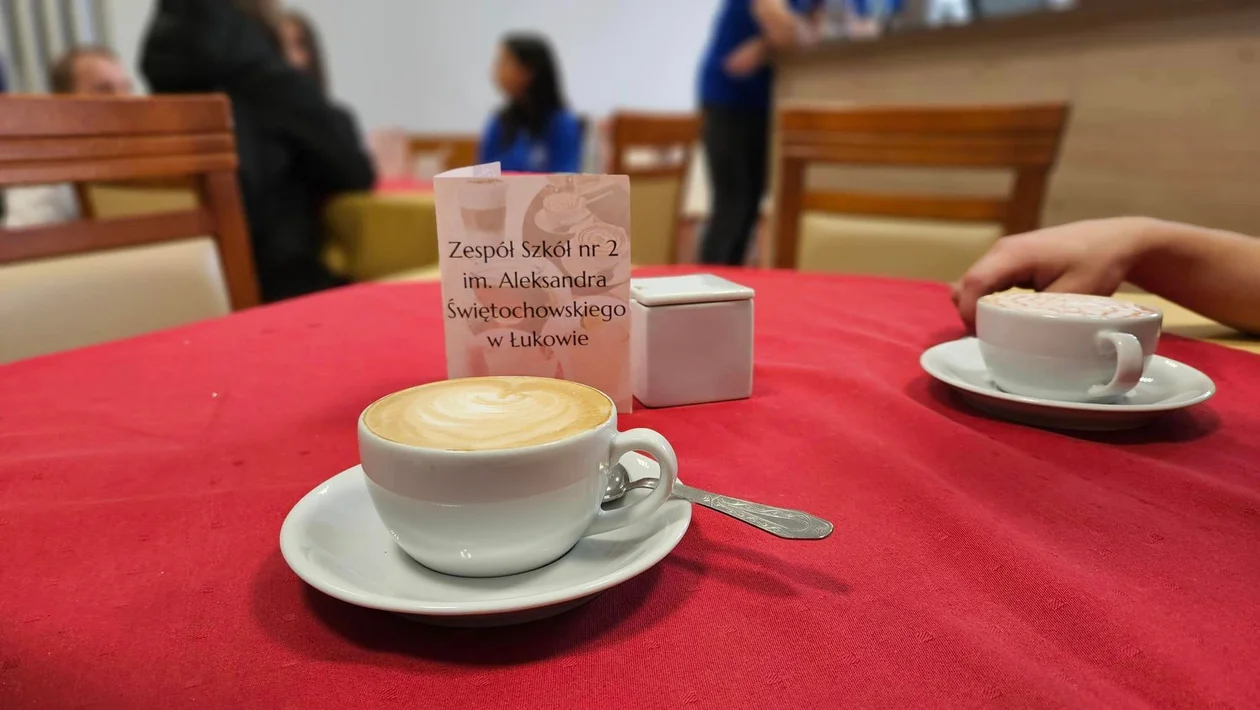 Zespół Szkół nr 2
im. Aleksandra
Świętochowskiego
w Łukowie